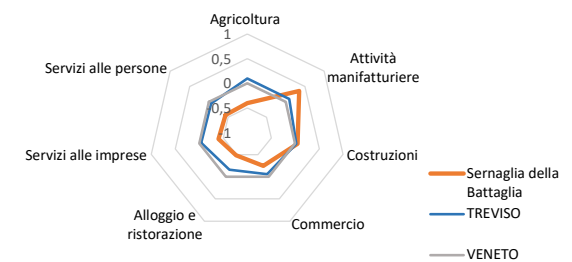 Agricoltura
1
0,5
0
-0,5
-1
Attività
manifatturiere
Costruzioni
Commercio
Alloggio e
ristorazione
Servizi alle imprese
Servizi alle persone
Sernaglia della
Battaglia
TREVISO
VENETO